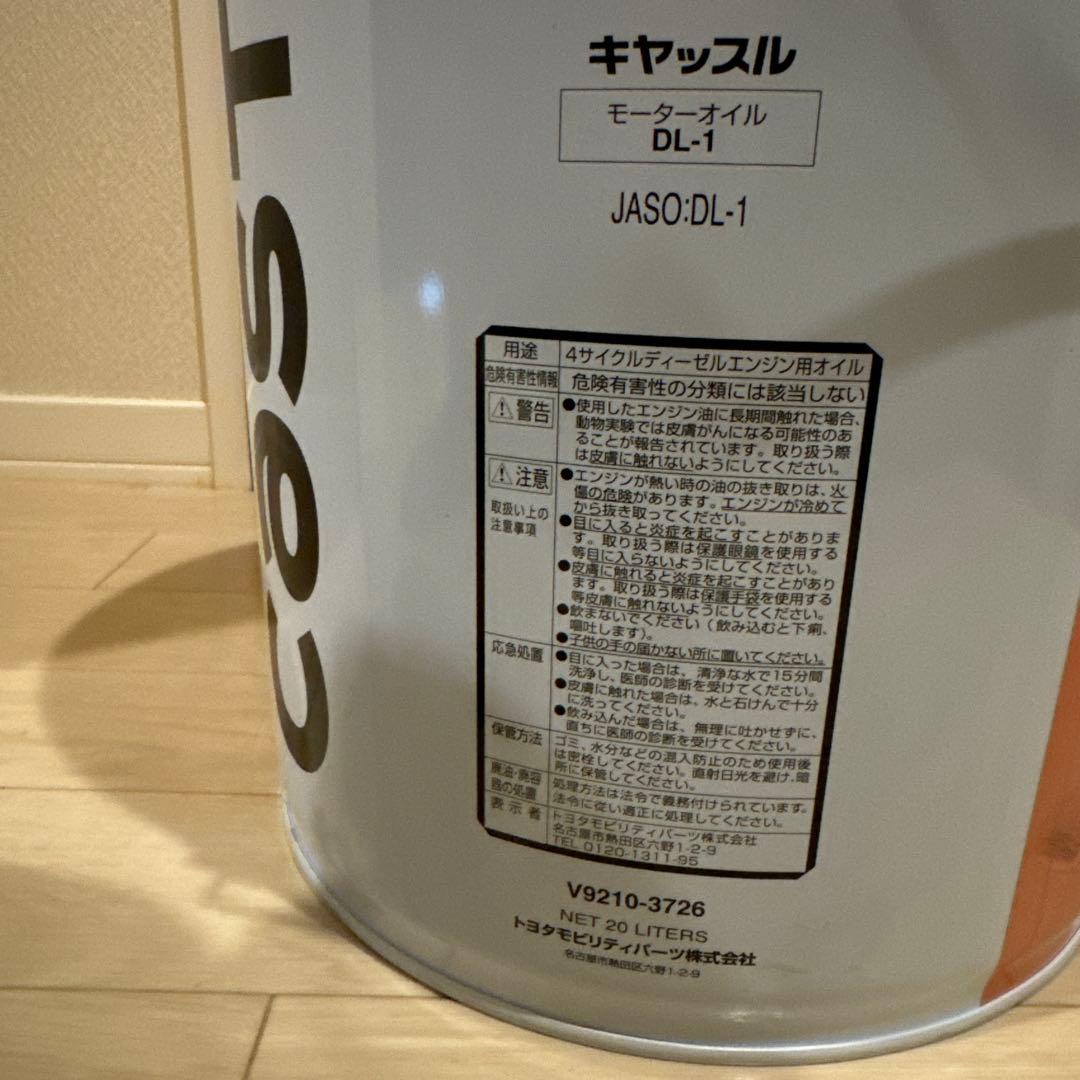 CAST
キヤッスル
モーターオイル
DL-1
JASO:DL-1
用途 4サイクルディーゼルエンジン用オイル
危険有害性情報 危険有害性の分類には該当しない
警告 ●使用したエンジン油に長期間触れた場合、
動物実験では皮膚がんになる可能性のあ
ることが報告されています。取り扱う際
は皮膚に触れないようにしてください。
注意
取扱い上の
注意事項
●エンジンが熱い時の油の抜き取りは、火
傷の危険があります。エンジンが冷めて
から抜き取ってください。
●目に入ると炎症を起こすことがありま
す。取り扱う際は保護眼鏡を使用する
等目に入らないようにしてください。
●皮膚に触れると炎症を起こすことがあり
ます。取り扱う際は保護手袋を使用する
等皮膚に触れないようにしてください。
●飲まないでください(飲み込むと下痢、
嘔吐します)。
●子供の手の届かない所に置いてください。
応急処置 ●目に入った場合は、清浄な水で15分間
洗浄し、医師の診断を受けてください。
●皮膚に触れた場合は、水と石けんで十分
に洗ってください。
●飲み込んだ場合は、無理に吐かせずに、
直ちに医師の診断を受けてください。
保管方法 ゴミ、水分などの混入防止のため使用後
は密栓してください。直射日光を避け、暗
所に保管してください。
廃油・廃容
器の処置
処理方法は法令で義務付けられています。
法令に従い適正に処理してください。
表示者 トヨタモビリティパーツ株式会社
名古屋市熱田区六野1-2-9
TEL 0120-1311-95
V9210-3726
NET 20 LITERS
トヨタモビリティパーツ株式会社
名古屋市熱田区六野1-2-9